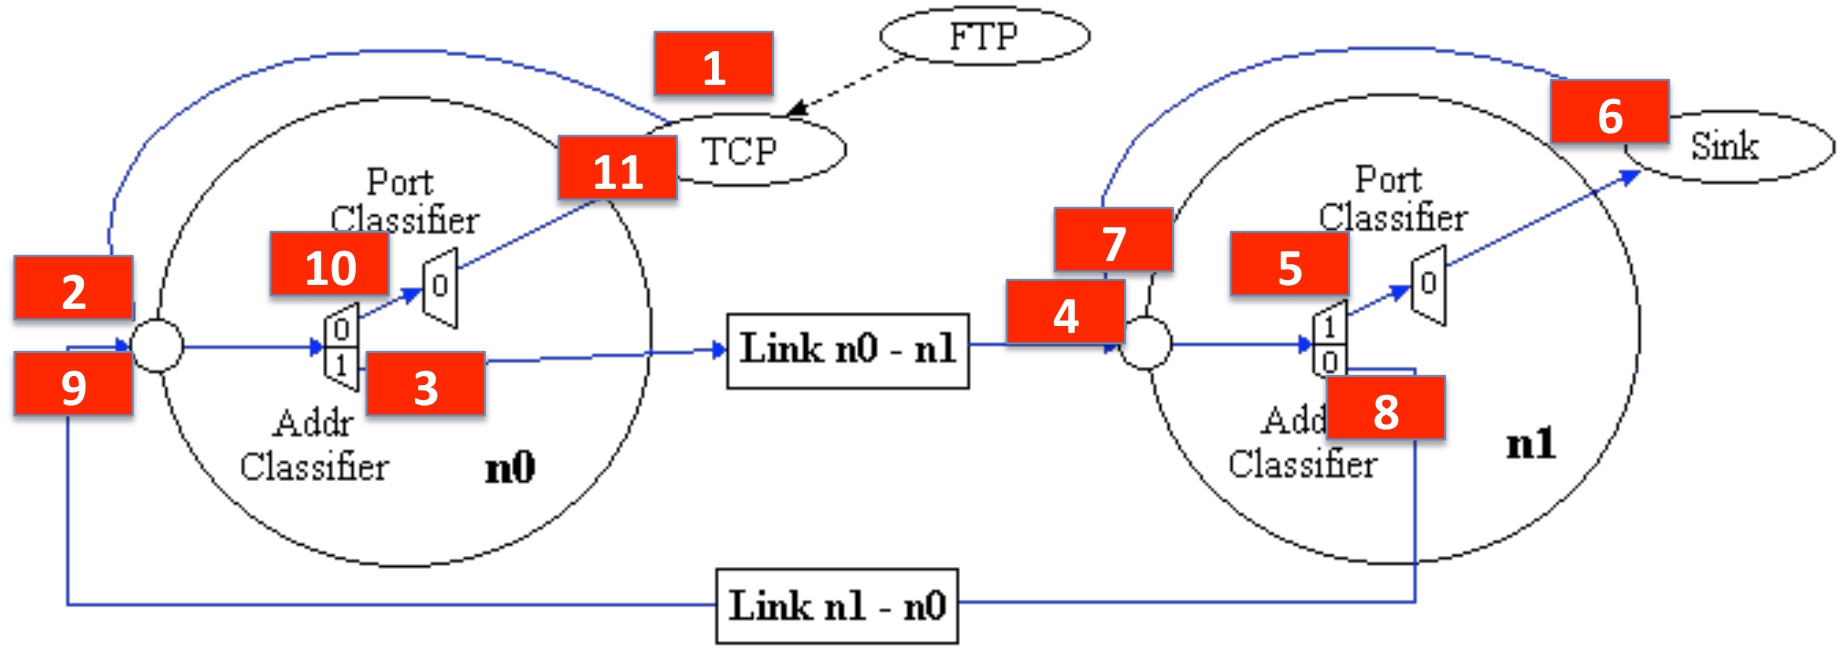 FTP
1
TCP
11
Port
Classifier
10
0
2
0
1
9
3
Addr
Classifier
n0
Link n0 - n1
Link n1 - n0
6
Sink
7
Port
Classifier
5
0
4
1
0
8
Classifier
n1